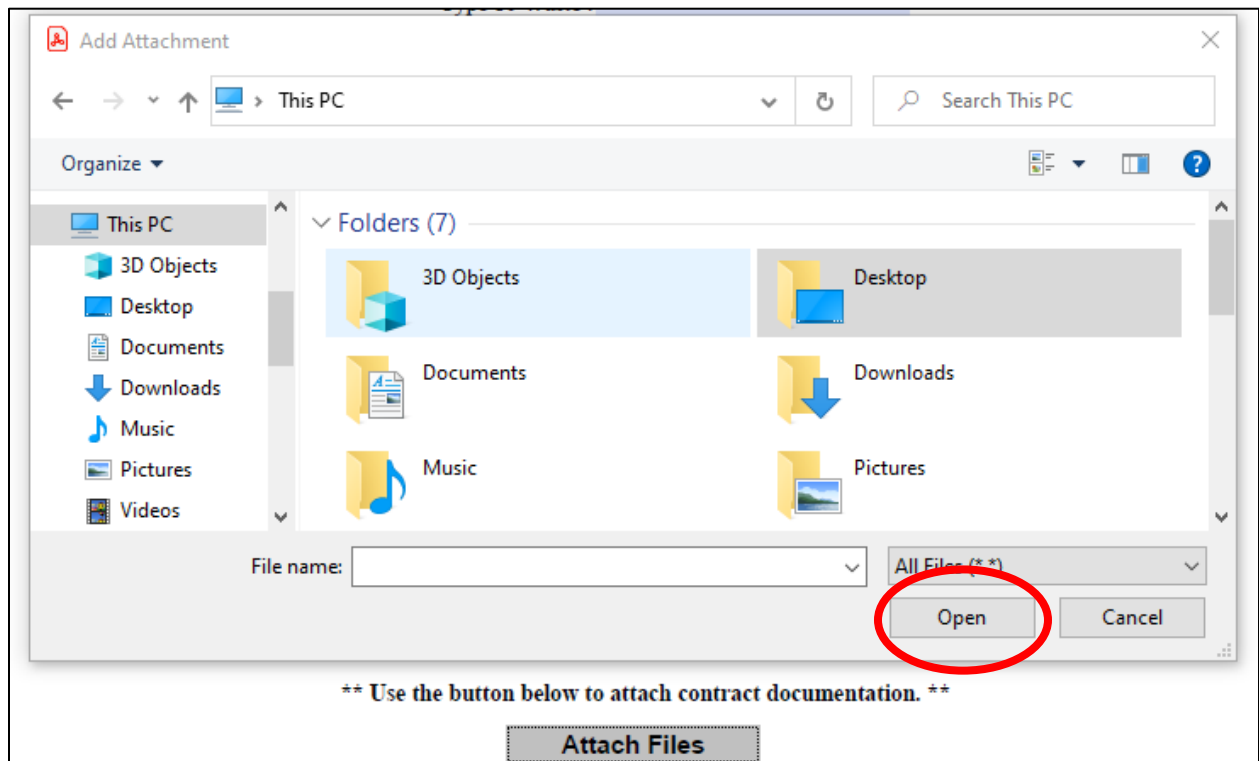 Add Attachment
This PC
Search This PC
Organize
This PC
3D Objects
Desktop
Documents
Downloads
Music
Pictures
Videos
Folders (7)
3D Objects
Desktop
Documents
Downloads
Music
Pictures
File name:
All Files (*.*)
Open
Cancel
** Use the button below to attach contract documentation. **
Attach Files